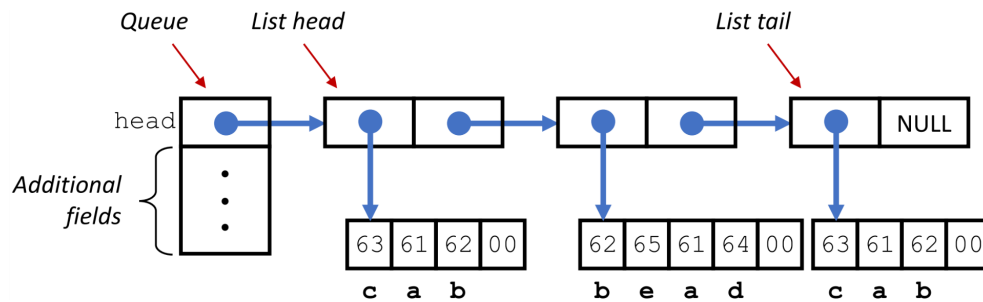 Queue
List head
List tail
head
NULL
Additional
fields
63 61 62 00
62 65 61 64 00
63 61 62 00
c a b
b e a d
c a b